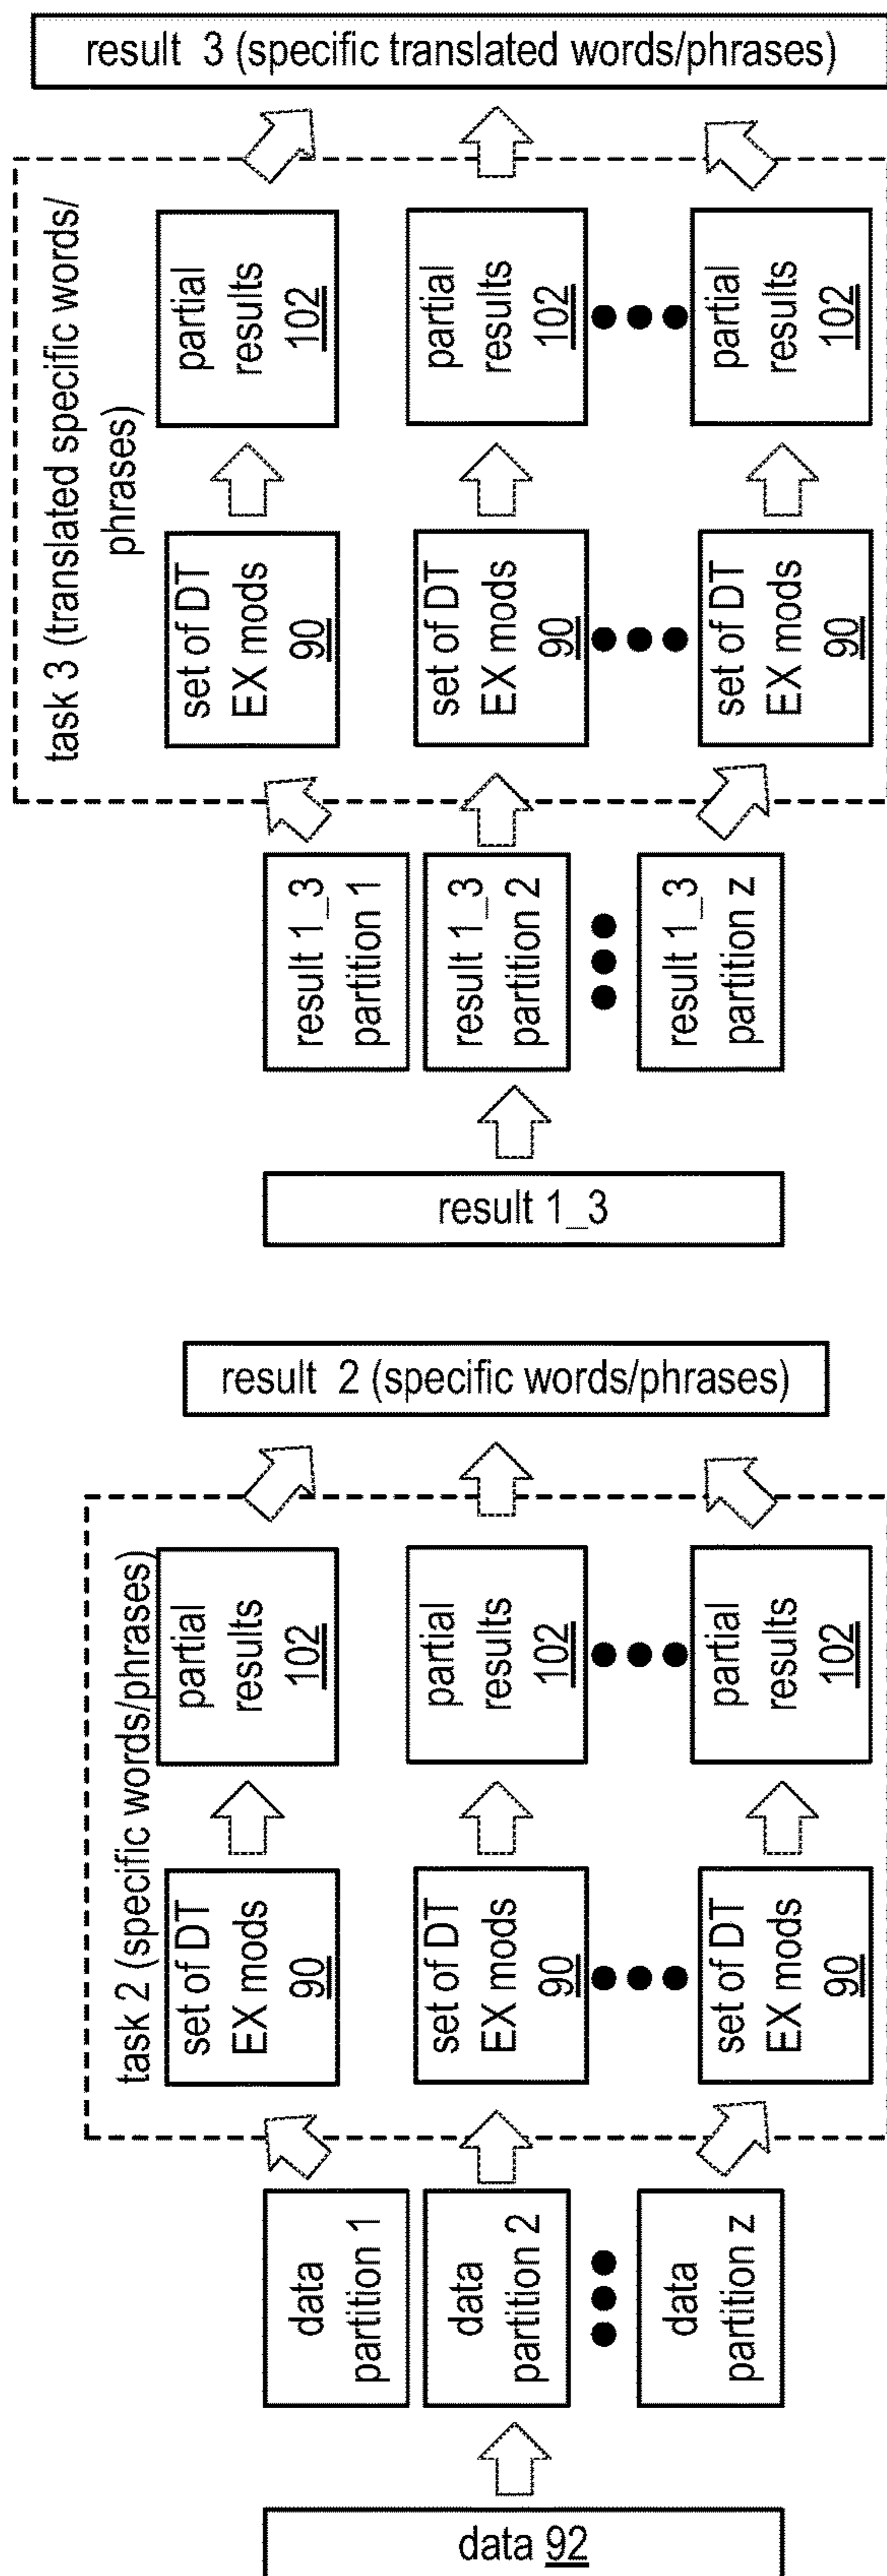 result 3 (specific translated words/phrases)
task 3 (translated specific words/
phrases)
partial
results
102
partial
results
102
partial
results
102
set of DT
EX mods
90
set of DT
EX mods
90
set of DT
EX mods
90
result 1_3
partition 1
result 1_3
partition 2
result 1_3
partition z
result 1_3
result 2 (specific words/phrases)
task 2 (specific words/phrases)
partial
results
102
partial
results
102
partial
results
102
set of DT
EX mods
90
set of DT
EX mods
90
set of DT
EX mods
90
data
partition 1
data
partition 2
data
partition z
data 92